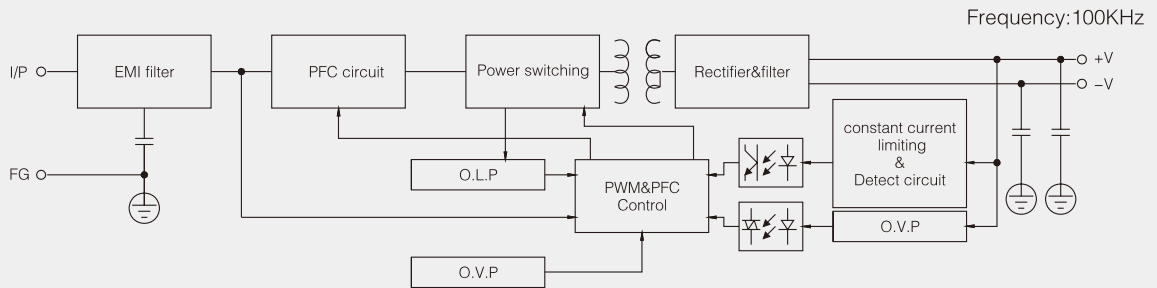 Frequency:100KHz
I/P
EMI filter
PFC circuit
Power switching
Rectifier&filter
+V
−V
constant current
limiting
&
Detect circuit
FG
O.L.P
PWM&PFC
Control
O.V.P
O.V.P